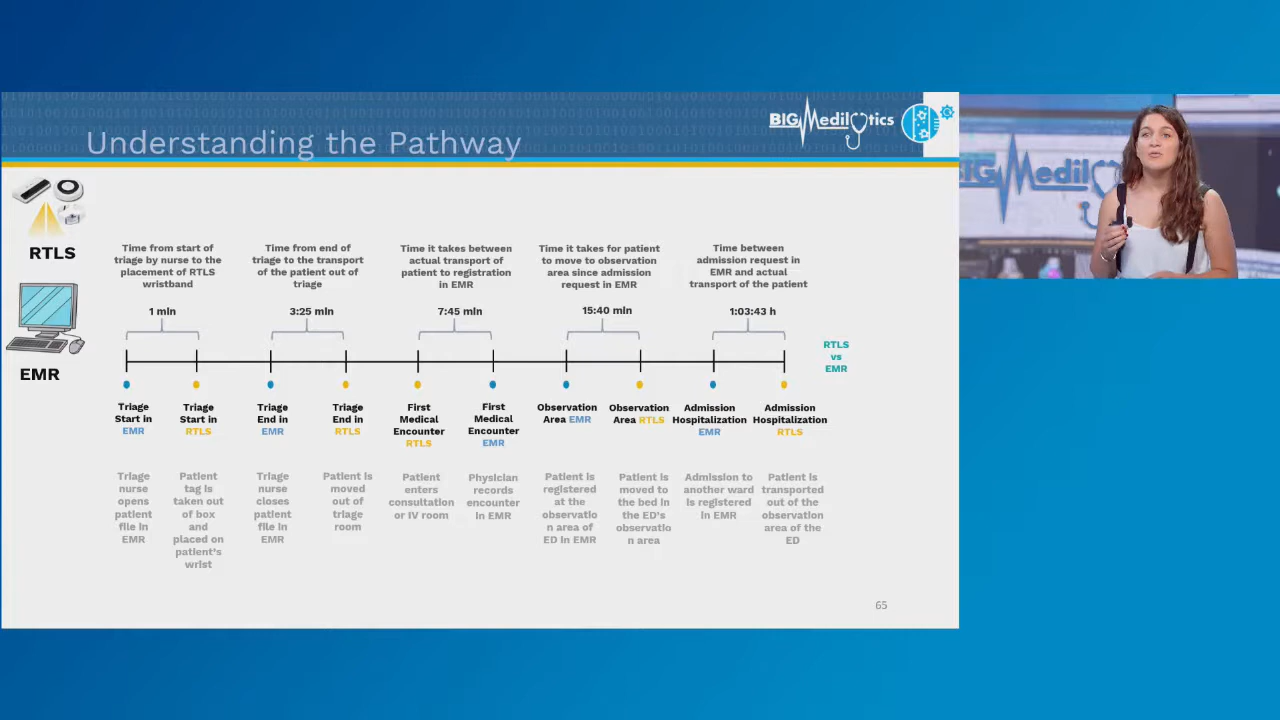 Understanding the Pathway
BIG Medilytics
BIG Medil
RTLS
EMR
Time from start of
triage by nurse to the
placement of RTLS
wristband
Time from end of
triage to the transport
of the patient out of
triage
Time it takes between
actual transport of
patient to registration
in EMR
Time it takes for patient
to move to observation
area since admission
request in EMR
Time between
admission request in
EMR and actual
transport of the patient
1 min
3:25 min
7:45 min
15:40 min
1:03:43 h
RTLS
vs
EMR
Triage
Start in
EMR
Triage
Start in
RTLS
Triage
End in
EMR
Triage
End in
RTLS
First
Medical
Encounter
RTLS
First
Medical
Encounter
EMR
Observation
Area EMR
Observation
Area RTLS
Admission
Hospitalization
EMR
Admission
Hospitalization
RTLS
Triage
nurse
opens
patient
file in
EMR
Patient
tag is
taken out
of box
and
placed on
patient's
wrist
Triage
nurse
closes
patient
file in
EMR
Patient is
moved
out of
triage
room
Patient
enters
consultation
or IV room
Physician
records
encounter
in EMR
Patient is
registered
at the
observatio
n area of
ED in EMR
Patient is
moved to
the bed in
the ED's
observatio
n area
Admission to
another ward
is registered
in EMR
Patient is
transported
out of the
observation
area of the
ED
65